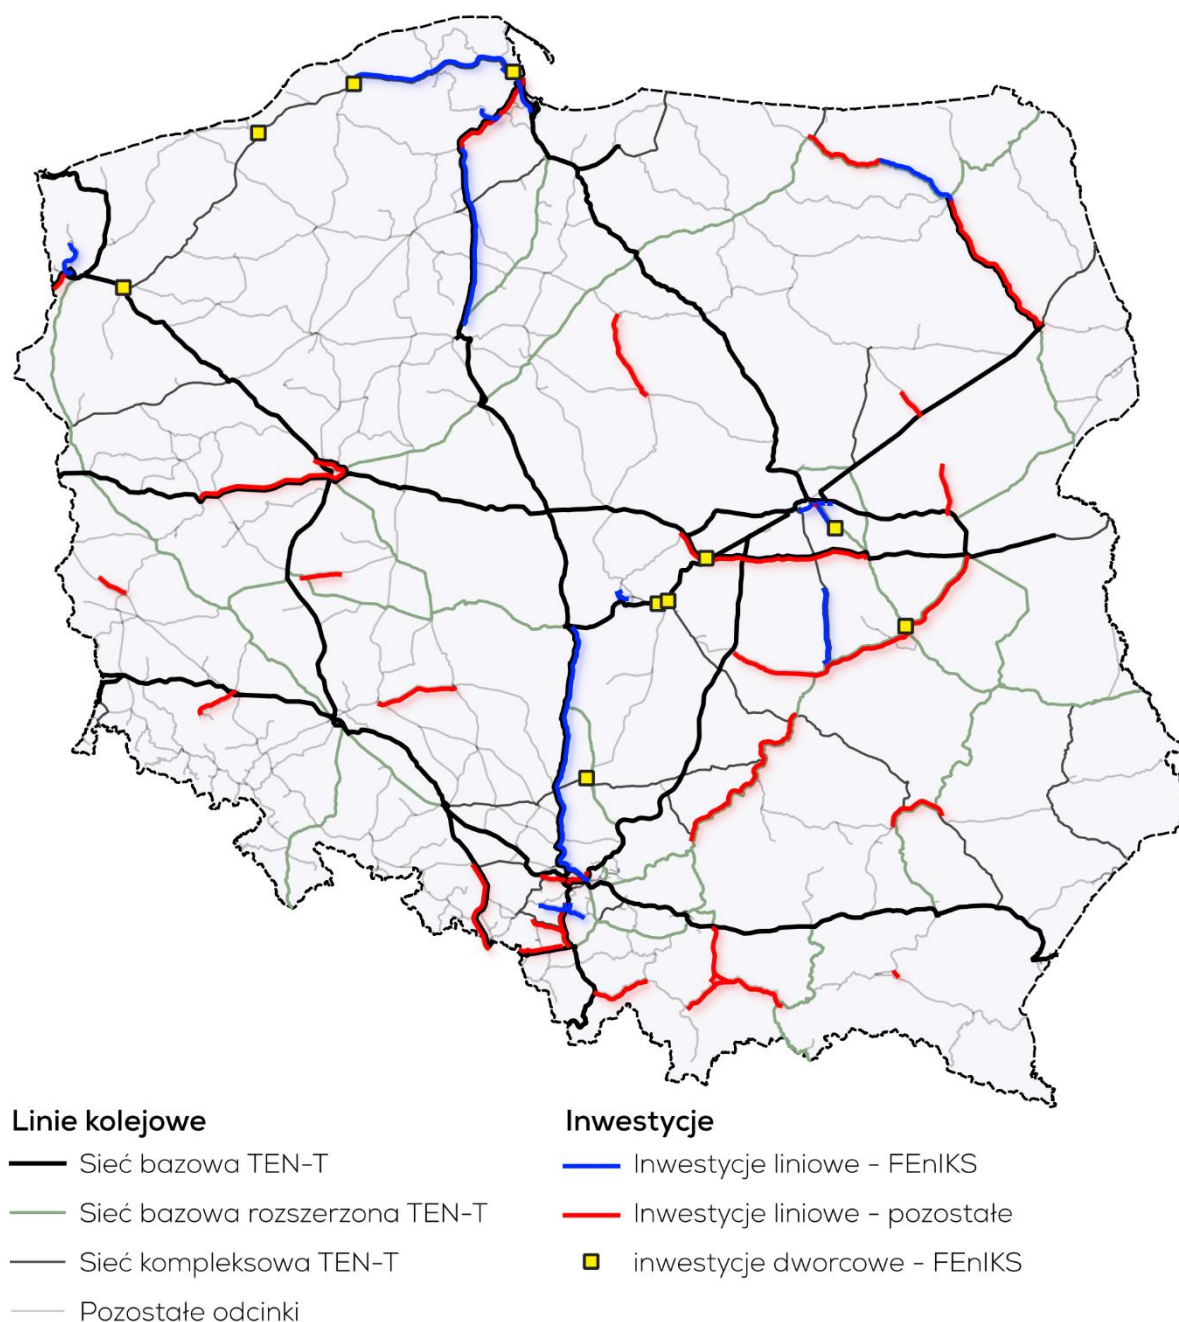 Linie kolejowe
Sieć bazowa TEN-T
Sieć bazowa rozszerzona TEN-T
Sieć kompleksowa TEN-T
Pozostałe odcinki
Inwestycje
Inwestycje liniowe - FEnIKS
Inwestycje liniowe - pozostałe
inwestycje dworcowe - FEnIKS